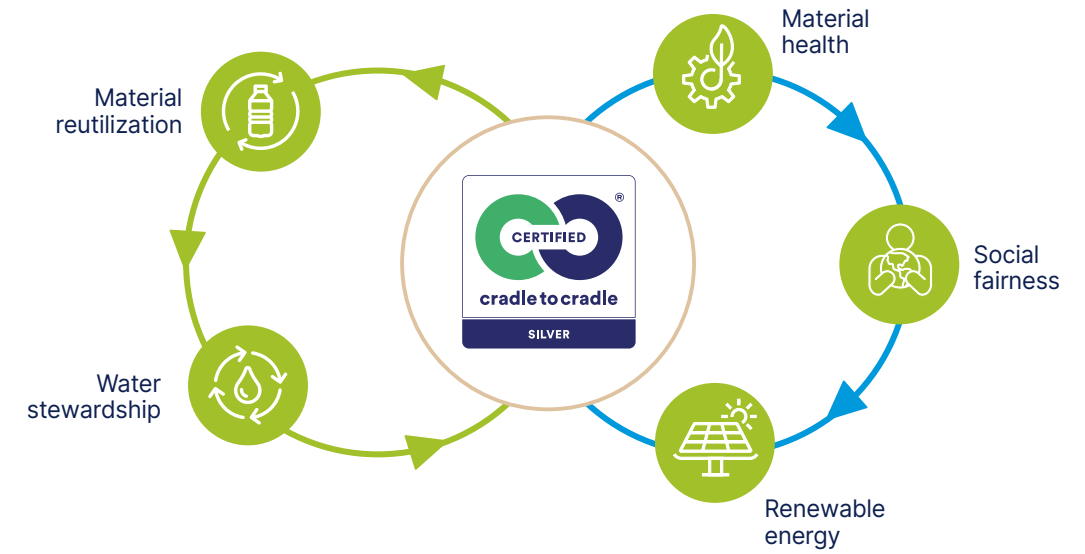 Material
health
Material
reutilization
®
CERTIFIED
cradle to cradle
SILVER
Social
fairness
Water
stewardship
Renewable
energy